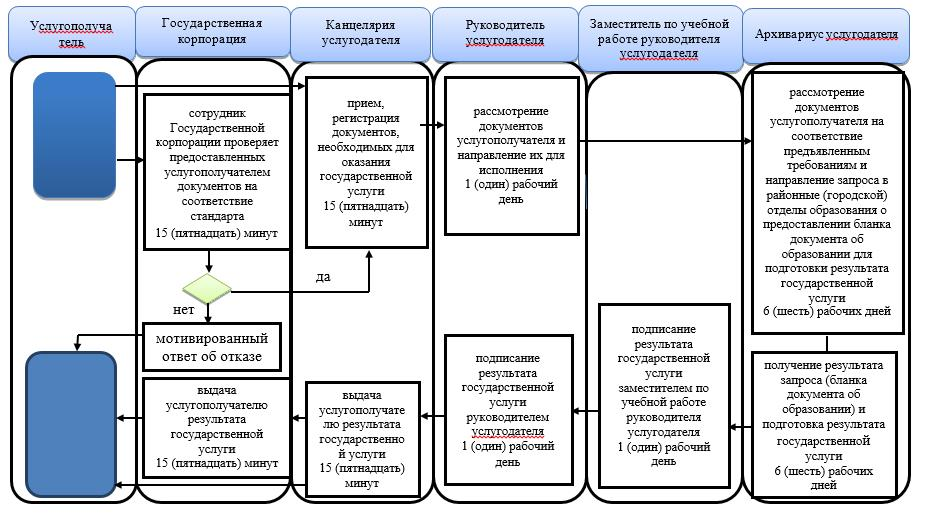 Услугополуча
тель
Государственная
корпорация
Канцелярия
услугодателя
Руководитель
услугодателя
Заместитель по учебной
работе руководителя
услугодателя
Архивариус услугодателя
сотрудник
Государственной
корпорации проверяет
предоставленных
услугополучателем
документов на
соответствие
стандарта
15 (пятнадцать) минут
прием,
регистрация
документов,
необходимых для
оказания
государственной
услуги
15 (пятнадцать)
минут
рассмотрение
документов
услугополучателя и
направление их для
исполнения
1 (один) рабочий
день
рассмотрение
документов
услугополучателя на
соответствие
предъявленным
требованиям и
направление запроса в
районные (городской)
отделы образования о
предоставлении бланка
документа об
образовании для
подготовки результата
государственной
услуги
6 (шесть) рабочих дней
да
нет
мотивированный
ответ об отказе
выдача
услугополучателю
результата
государственной
услуги
15 (пятнадцать) минут
выдача
услугополучате
лю результата
государственно
й услуги
15 (пятнадцать)
минут
подписание
результата
государственной
услуги
руководителем
услугодателя
1 (один) рабочий
день
подписание
результата
государственной
услуги
заместителем по
учебной работе
руководителя
услугодателя
1 (один) рабочий
день
получение результата
запроса (бланка
документа об
образовании) и
подготовка результата
государственной
услуги
6 (шесть) рабочих
дней